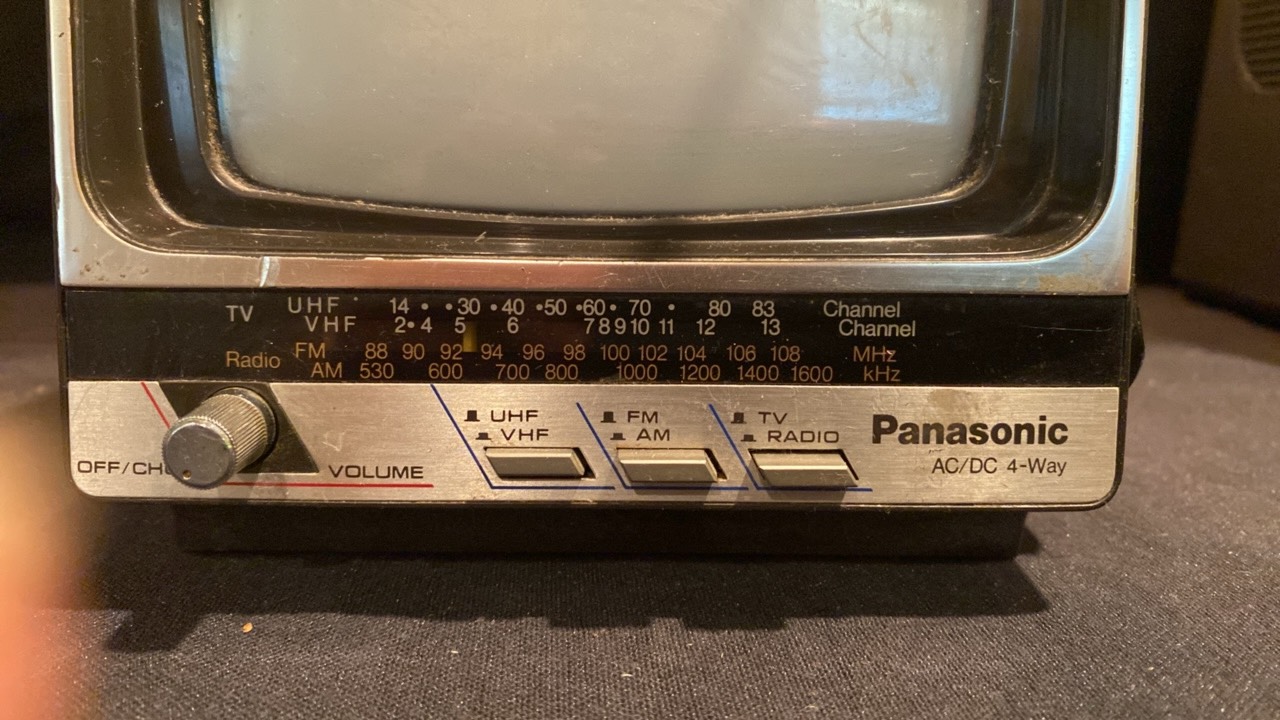 TV UHF 14 • • 30 • 40 • 50 • 60 • 70 • 80 83 Channel
VHF 2 • 4 5 6 7 8 9 10 11 12 13 Channel
Radio FM 88 90 92 94 96 98 100 102 104 106 108 MHz
AM 530 600 700 800 1000 1200 1400 1600 kHz
UHF FM TV
VHF AM RADIO
Panasonic
OFF/ VOLUME AC/DC 4-Way